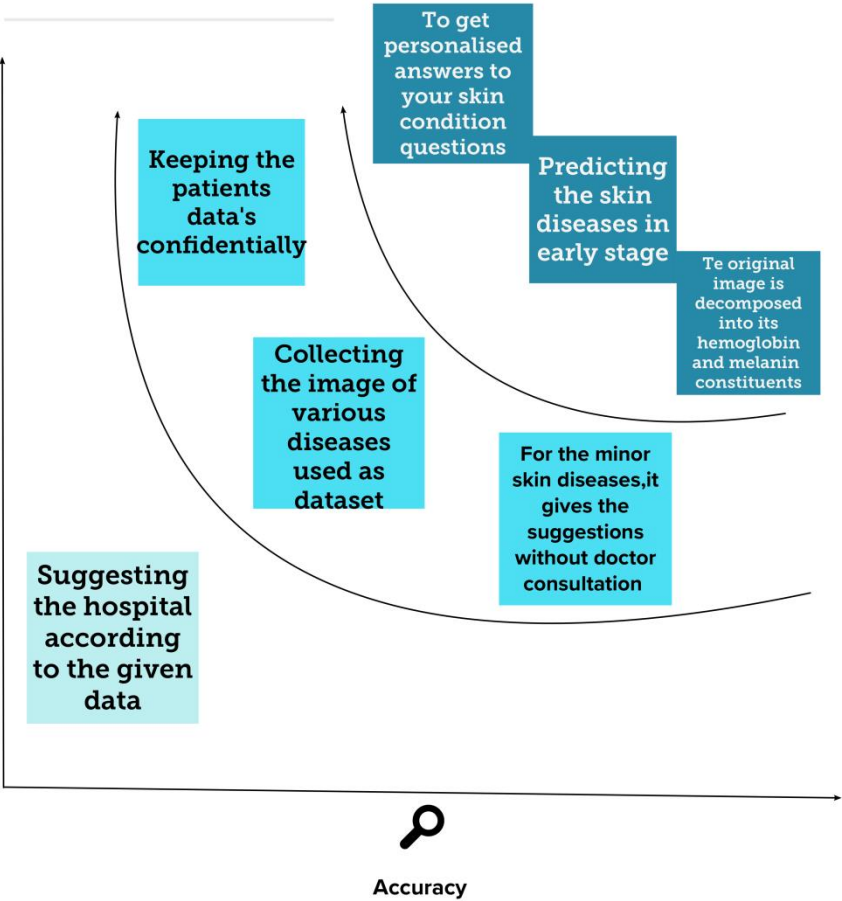 To get
personalised
answers to
your skin
condition
questions
Keeping the
patients
data's
confidentially
Predicting
the skin
diseases in
early stage
Te original
image is
decomposed
into its
hemoglobin
and melanin
constituents
Collecting
the image of
various
diseases
used as
dataset
For the minor
skin diseases,it
gives the
suggestions
without doctor
consultation
Suggesting
the hospital
according
to the given
data
Accuracy